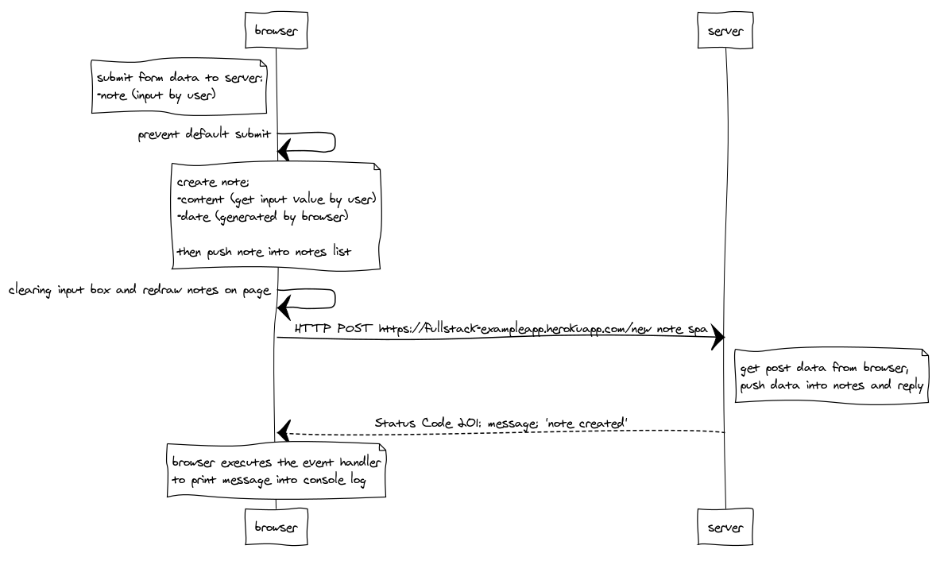 browser
server
submit form data to server:
-note (input by user)
prevent default submit
create note:
-content (get input value by user)
-date (generated by browser)
then push note into notes list
clearing input box and redraw notes on page
HTTP POST https://fullstack-exampleapp.herokuapp.com/new note spa
get post data from browser,
push data into notes and reply
Status Code 201: message: 'note created'
browser executes the event handler
to print message into console log
browser
server